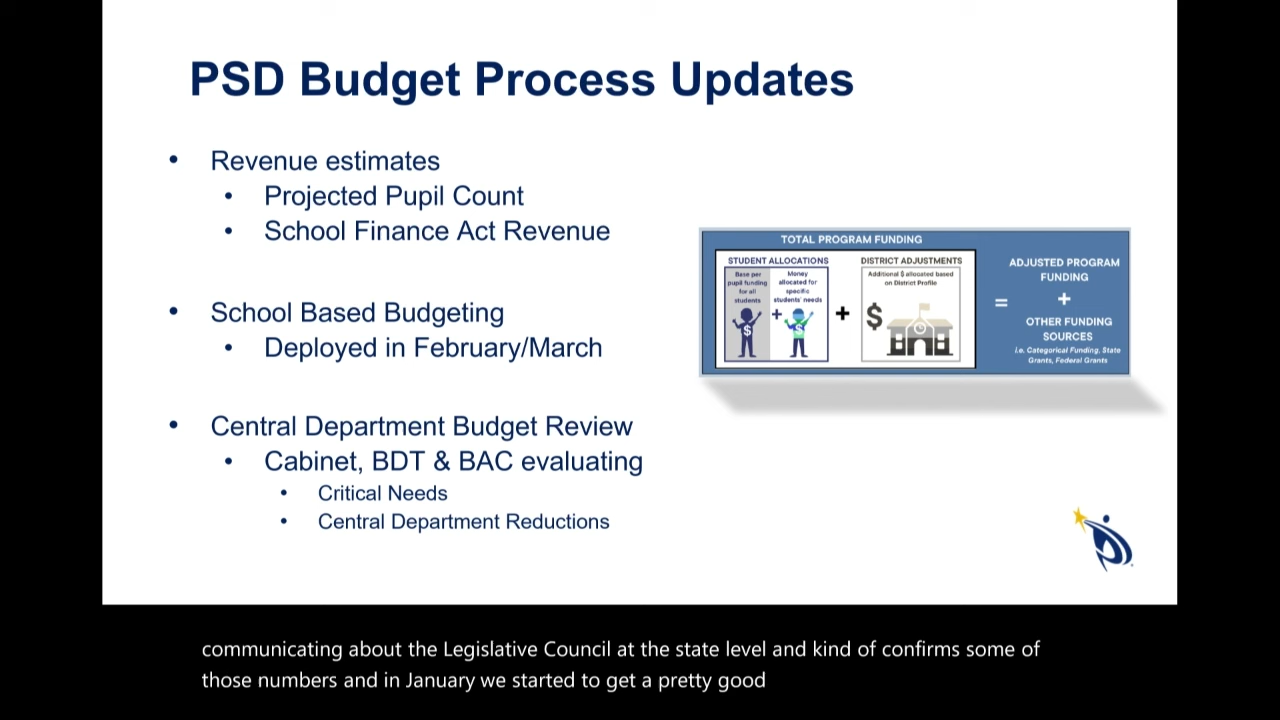 PSD Budget Process Updates
• Revenue estimates
• Projected Pupil Count
• School Finance Act Revenue
• School Based Budgeting
• Deployed in February/March
• Central Department Budget Review
• Cabinet, BDT & BAC evaluating
• Critical Needs
• Central Department Reductions
TOTAL PROGRAM FUNDING
STUDENT ALLOCATIONS
Base per
pupil funding
for all
students
$
+
Money
allocated for
specific
students' needs
$
+
DISTRICT ADJUSTMENTS
Additional $ allocated based
on District Profile
$
=
ADJUSTED PROGRAM
FUNDING
+
OTHER FUNDING
SOURCES
i.e. Categorical Funding, State
Grants, Federal Grants
communicating about the Legislative Council at the state level and kind of confirms some of
those numbers and in January we started to get a pretty good